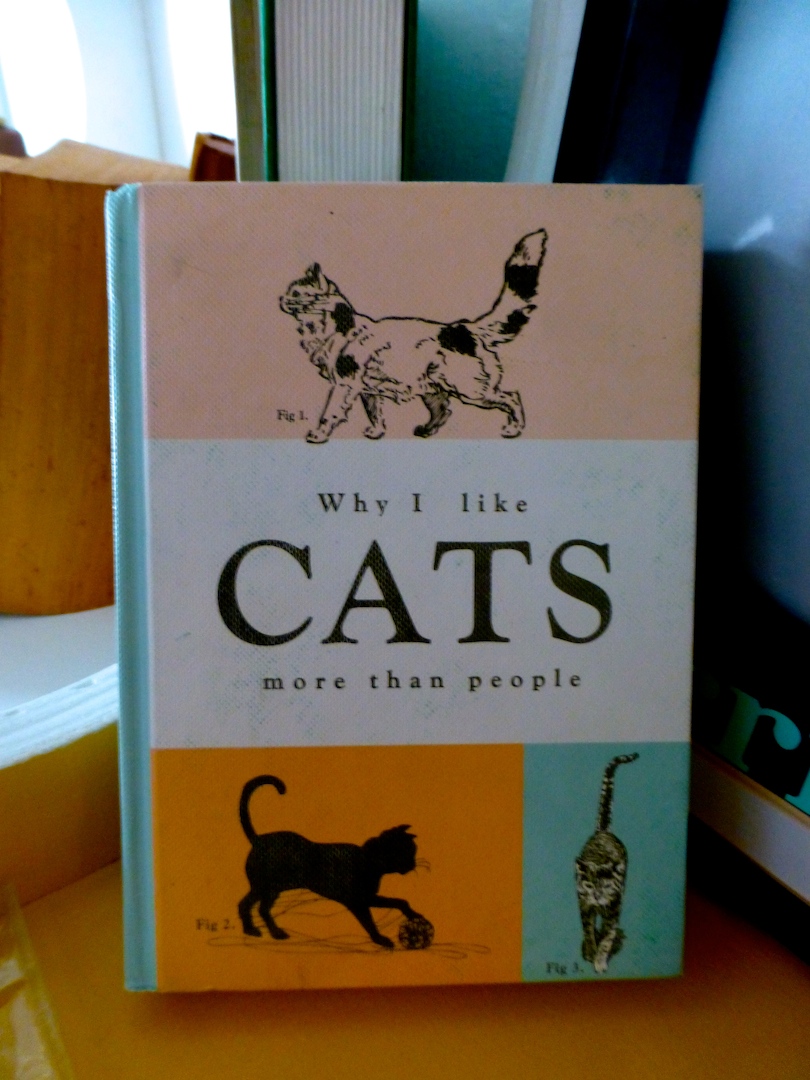 Fig 1.
Why I like
CATS
more than people
Fig 2.
Fig 3.